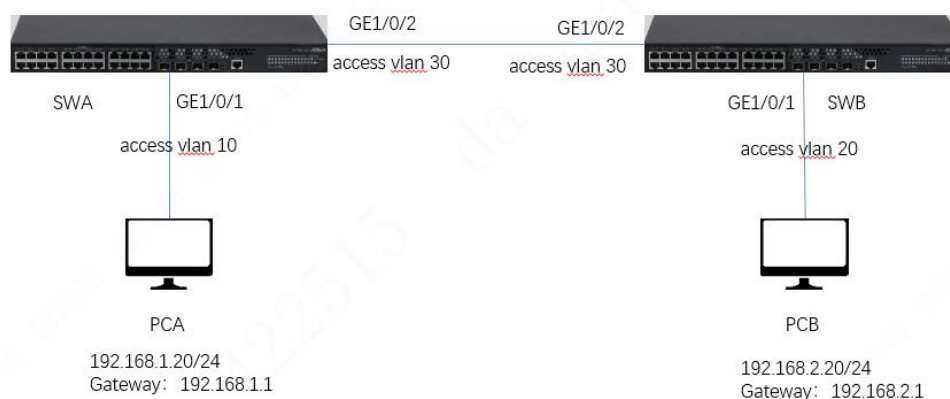 GE1/0/2
GE1/0/2
access vlan 30
access vlan 30
SWA
GE1/0/1
GE1/0/1
SWB
access vlan 10
access vlan 20
PCA
PCB
192.168.1.20/24
Gateway: 192.168.1.1
192.168.2.20/24
Gateway: 192.168.2.1